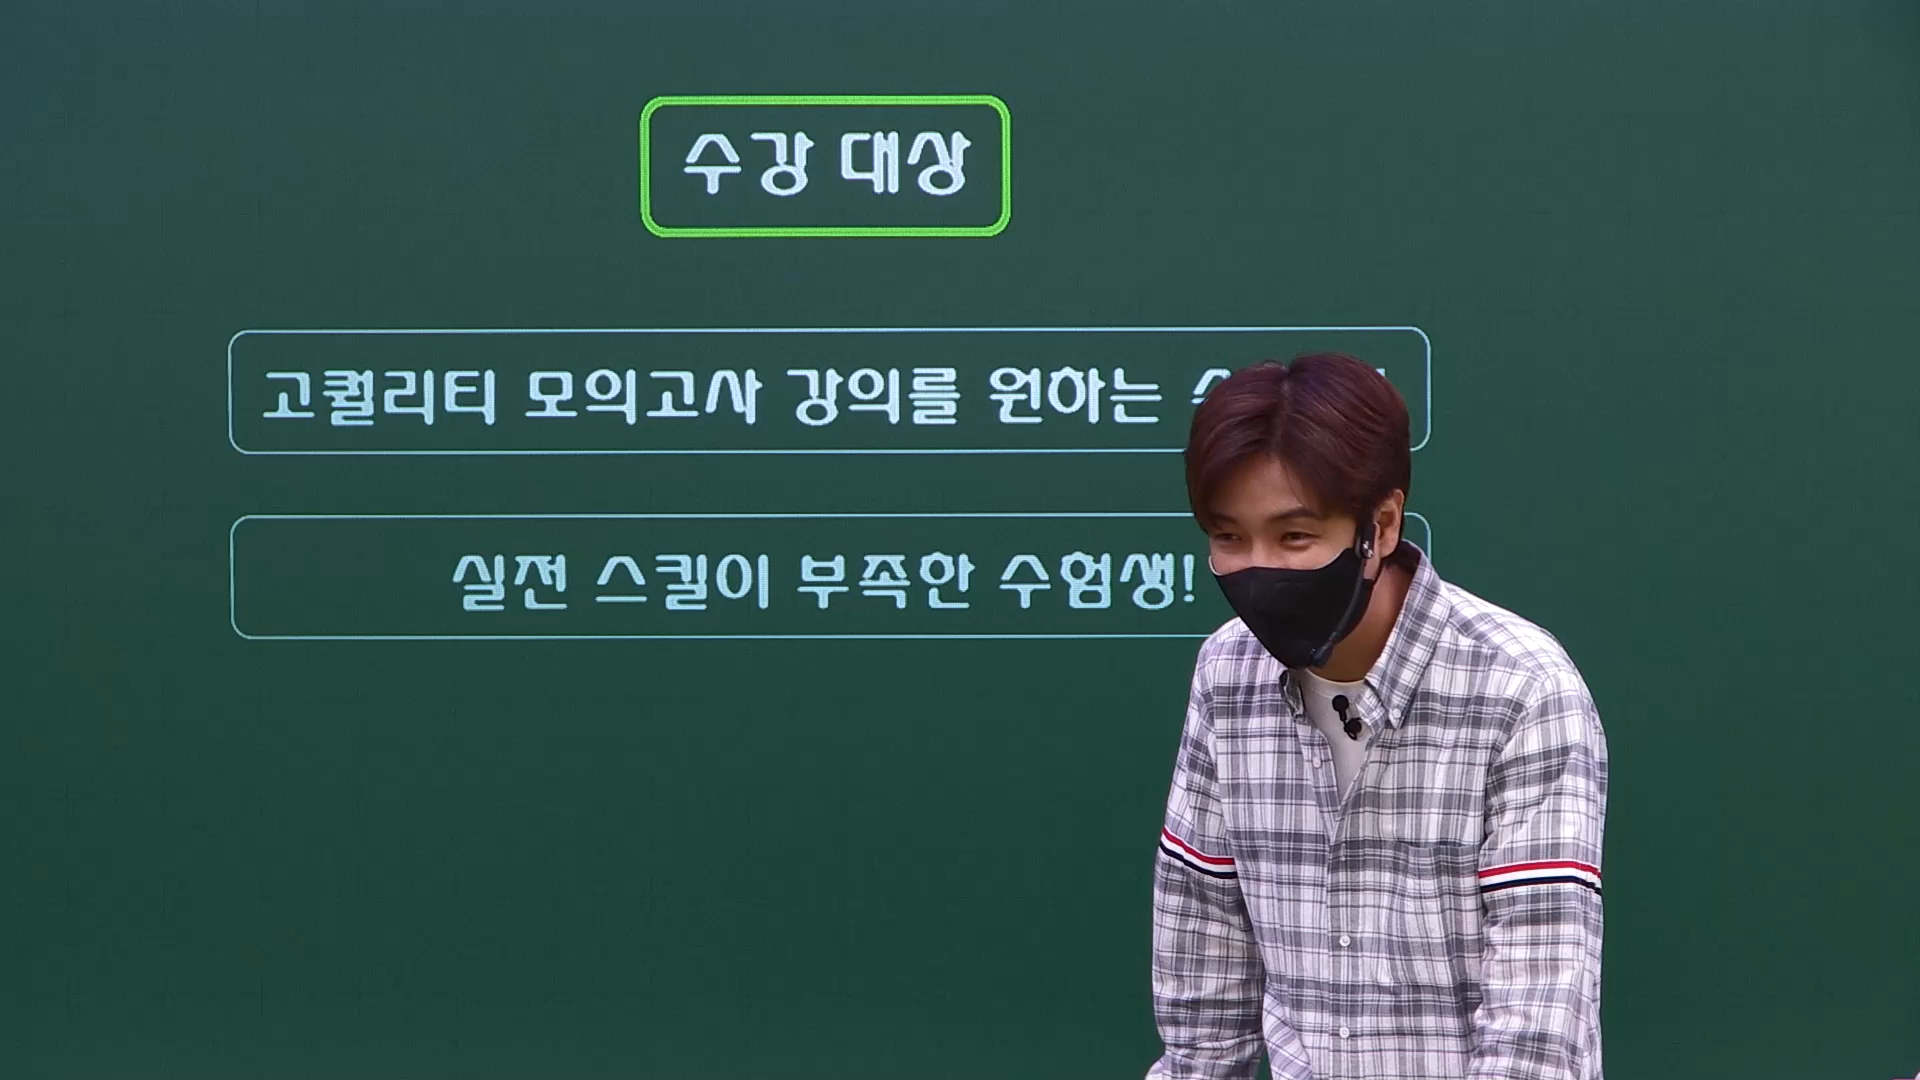 수강 대상
고퀄리티 모의고사 강의를 원하는
실전 스킬이 부족한 수험생!